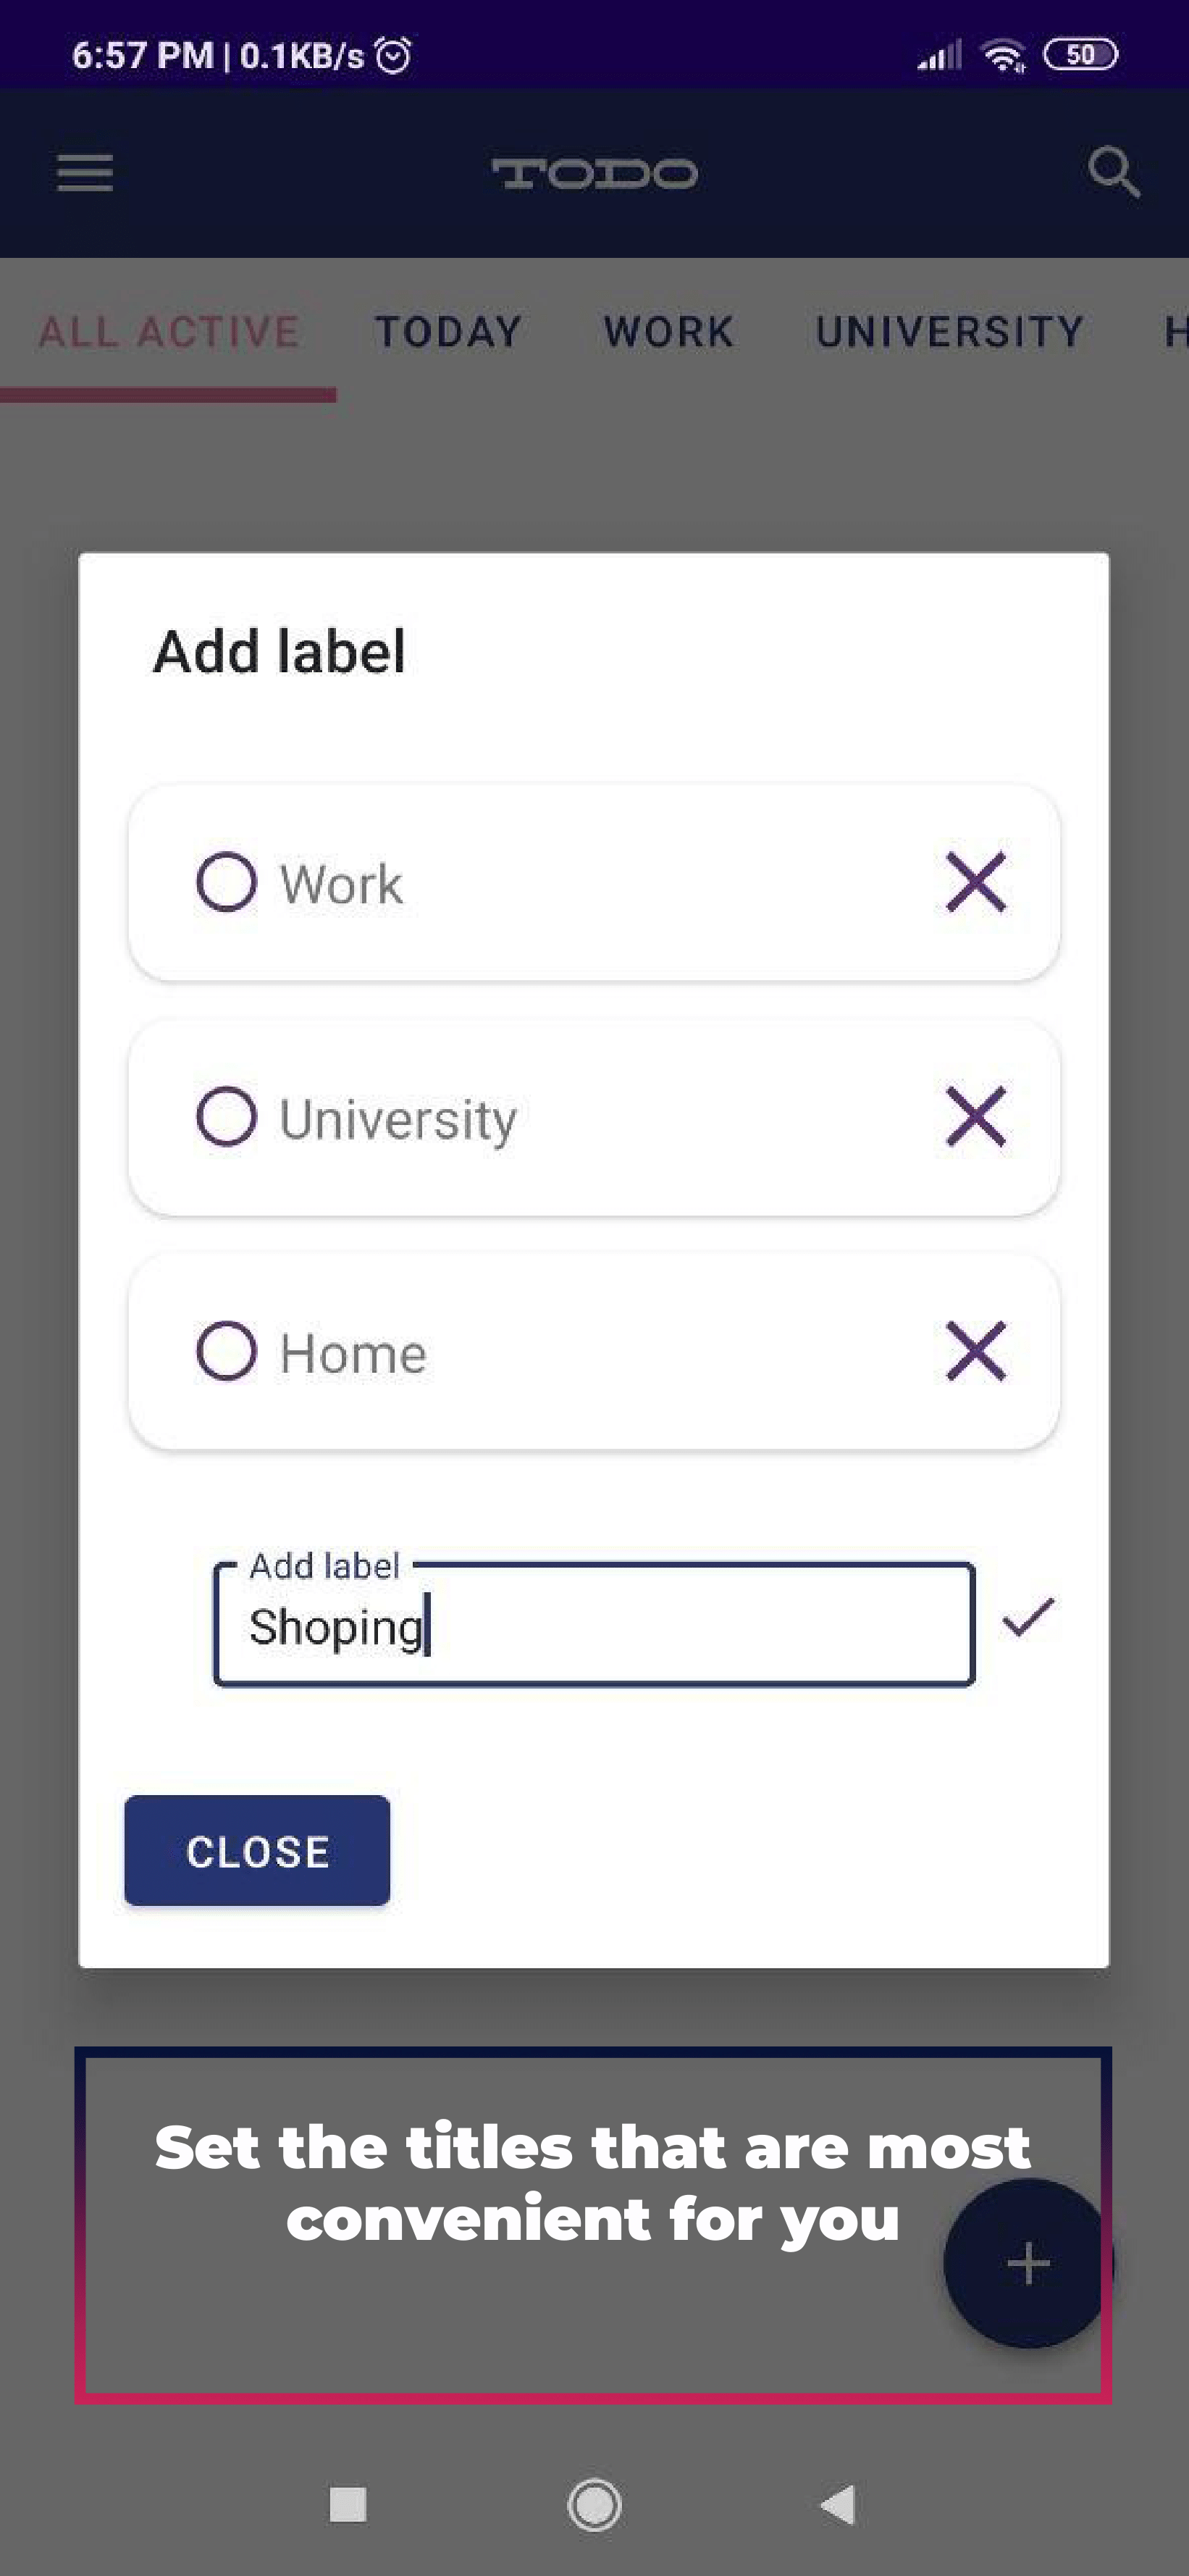 6:57 PM | 0.1KB/s
50
TODO
ALL ACTIVE TODAY WORK UNIVERSITY H
Add label
Work
University
Home
Add label
Shoping
CLOSE
Set the titles that are most
convenient for you